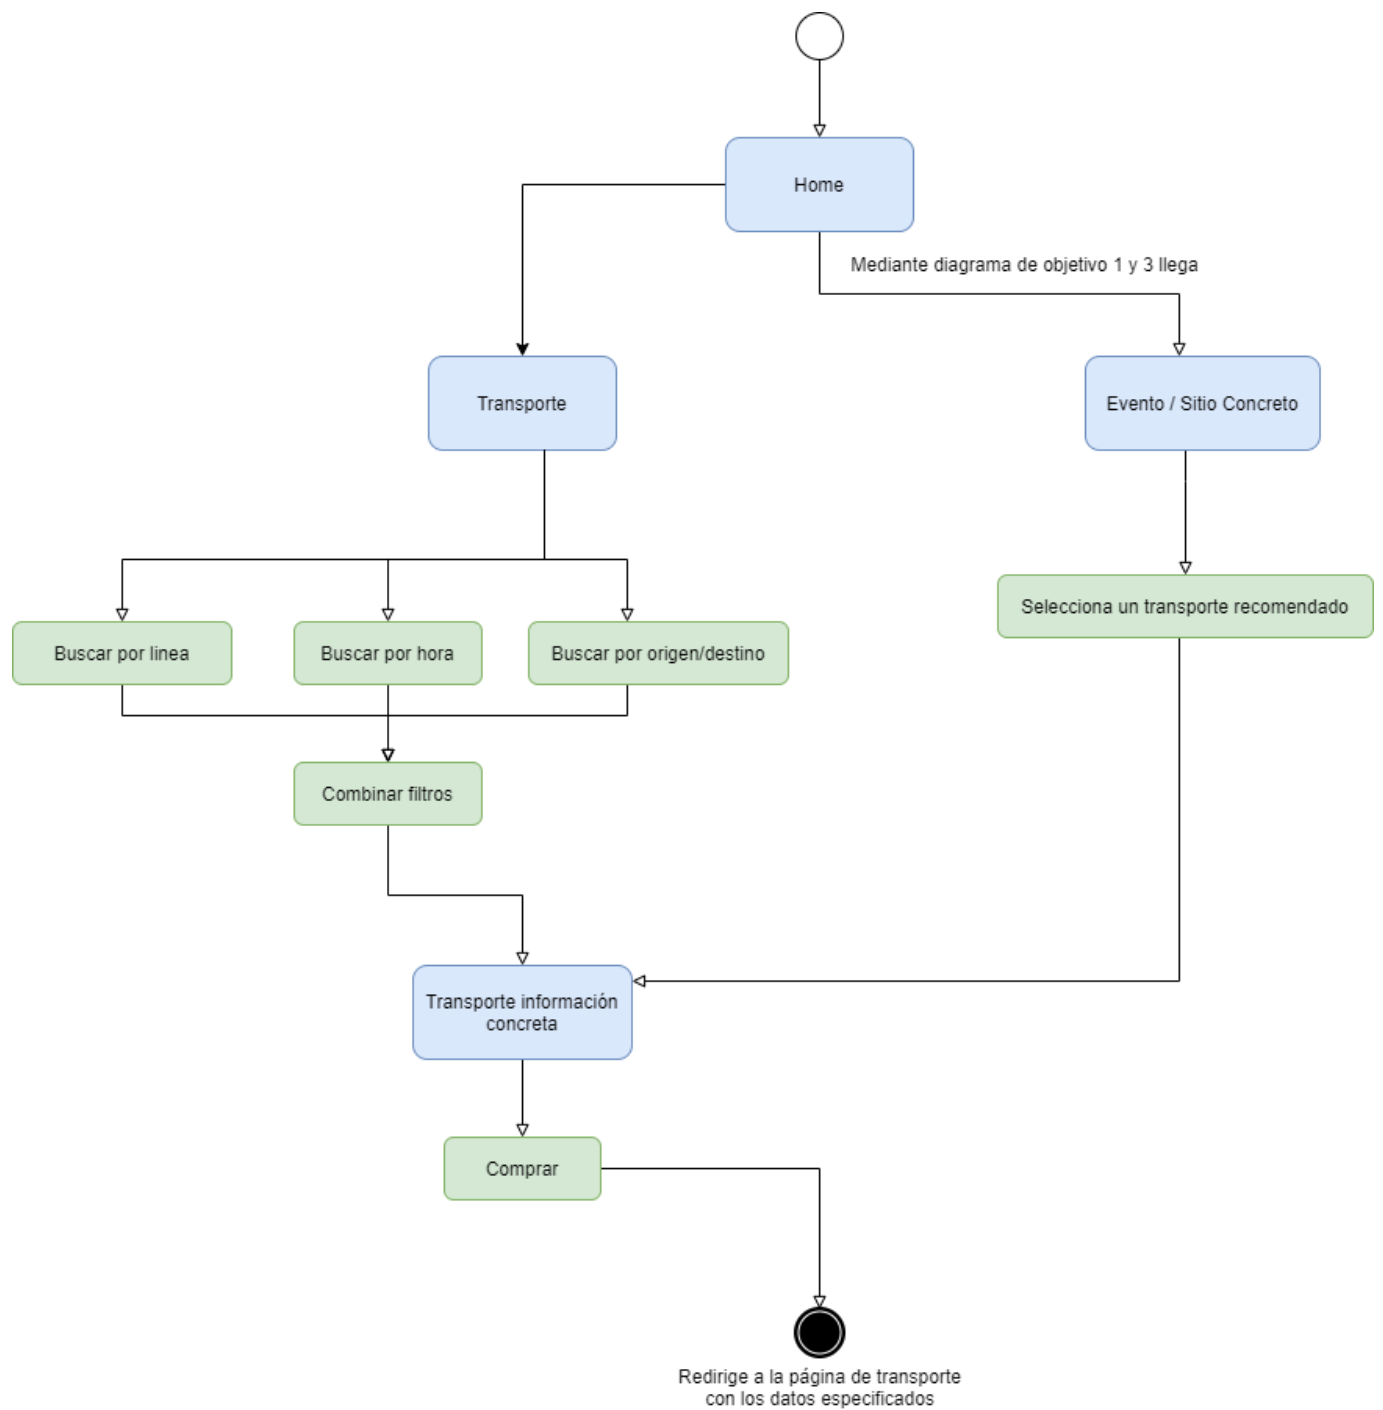 Home
Mediante diagrama de objetivo 1 y 3 llega
Transporte
Evento / Sitio Concreto
Selecciona un transporte recomendado
Buscar por linea
Buscar por hora
Buscar por origen/destino
Combinar filtros
Transporte información
concreta
Comprar
Redirige a la página de transporte
con los datos especificados